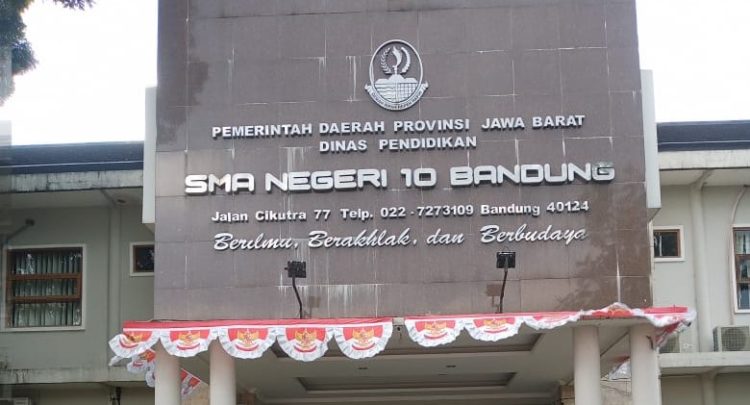 PEMERINTAH DAERAH PROVINSI JAWA BARAT
DINAS PENDIDIKAN
SMA NEGERI 10 BANDUNG
Jalan Cikutra 77 Telp. 022 - 7273109 Bandung 40124
Berilmu, Berakhlak, dan Berbudaya